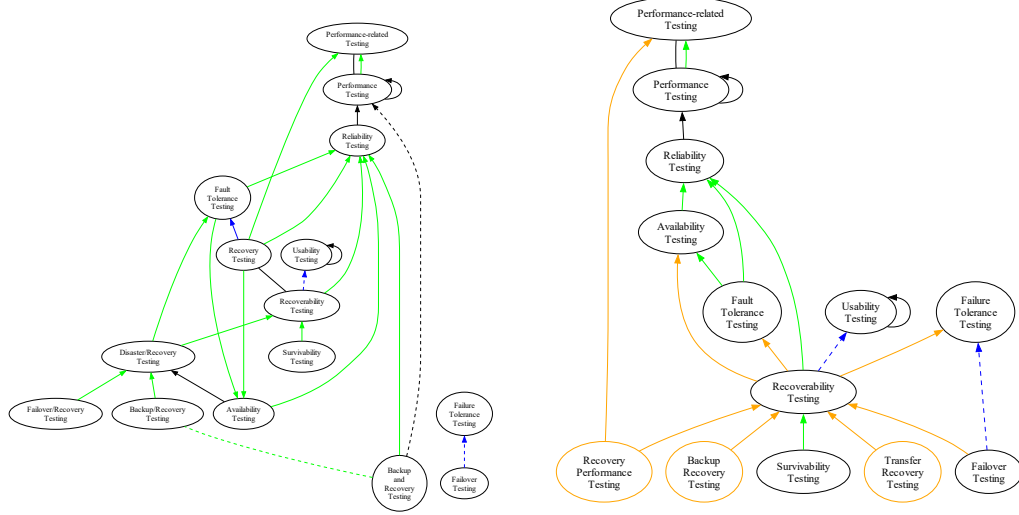 Performance-related
Testing
Performance
Testing
Reliability
Testing
Fault
Tolerance
Testing
Recovery
Testing
Usability
Testing
Recoverability
Testing
Disaster/Recovery
Testing
Survivability
Testing
Failover/Recovery
Testing
Backup/Recovery
Testing
Availability
Testing
Failure
Tolerance
Testing
Backup
and
Recovery
Testing
Failover
Testing
Performance-related
Testing
Performance
Testing
Reliability
Testing
Availability
Testing
Fault
Tolerance
Testing
Usability
Testing
Failure
Tolerance
Testing
Recoverability
Testing
Recovery
Performance
Testing
Backup
Recovery
Testing
Survivability
Testing
Transfer
Recovery
Testing
Failover
Testing